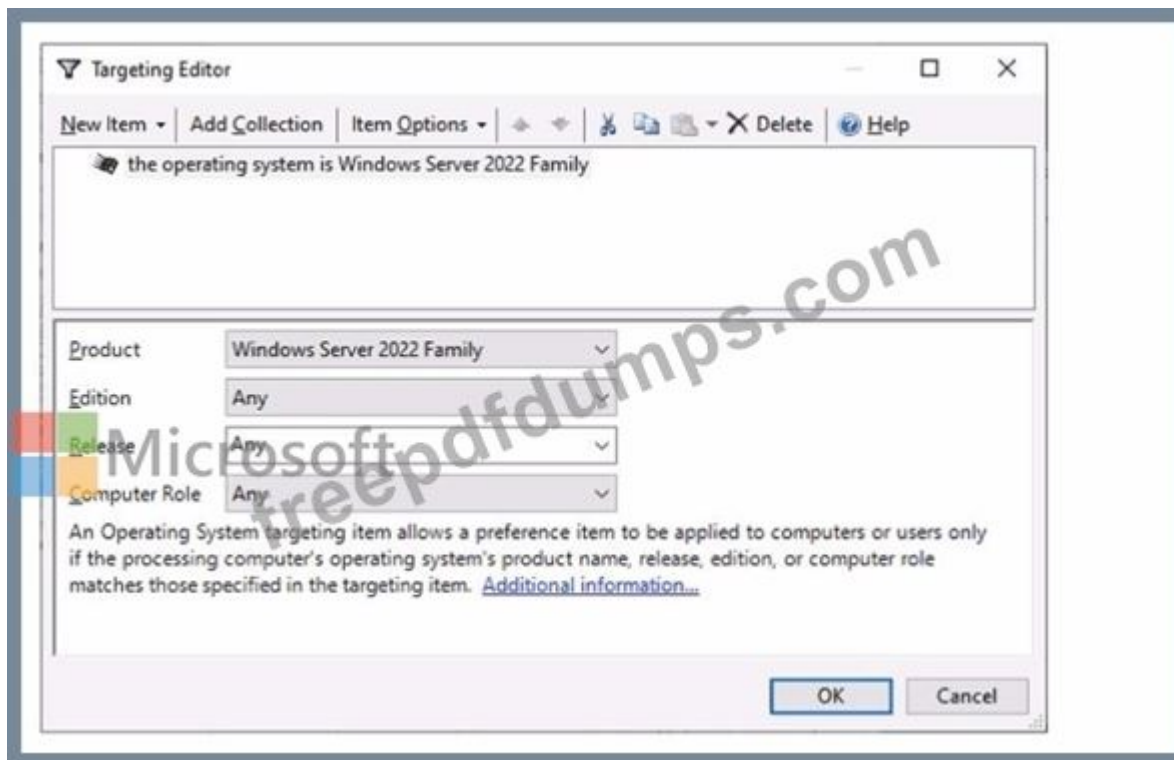 Targeting Editor
New Item Add Collection Item Options Delete Help
the operating system is Windows Server 2022 Family
Product Windows Server 2022 Family
Edition Any
Release Any
Computer Role Any
An Operating System targeting item allows a preference item to be applied to computers or users only
if the processing computer's operating system's product name, release, edition, or computer role
matches those specified in the targeting item. Additional information...
OK Cancel
Microsoft
freepdfdumps.com